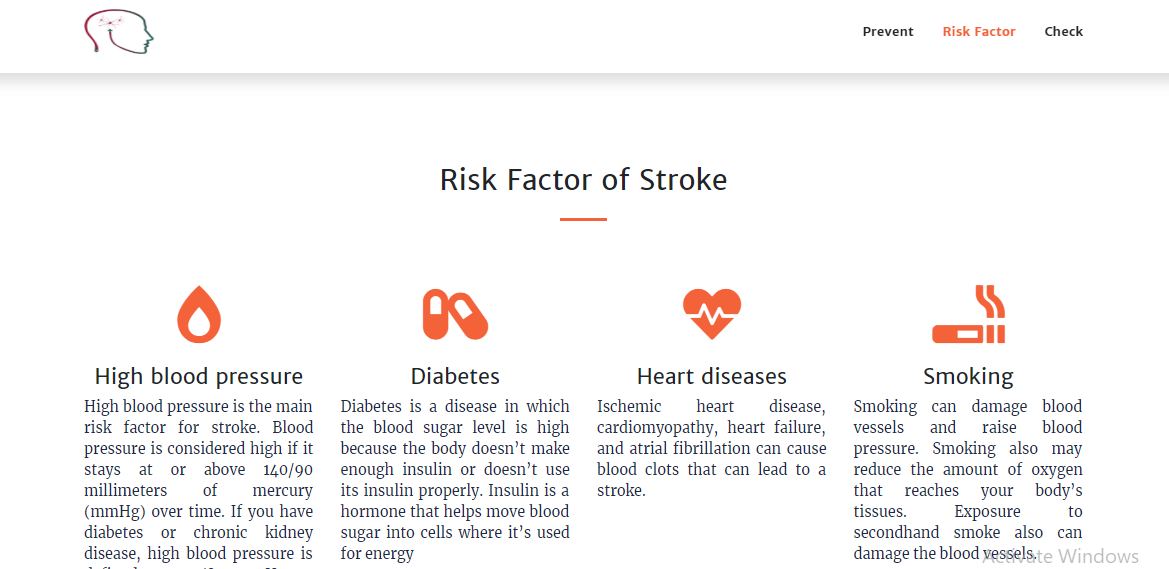 Prevent
Risk Factor
Check
Risk Factor of Stroke
High blood pressure
High blood pressure is the main
risk factor for stroke. Blood
pressure is considered high if it
stays at or above 140/90
millimeters of mercury
(mmHg) over time. If you have
diabetes or chronic kidney
disease, high blood pressure is
Diabetes
Diabetes is a disease in which
the blood sugar level is high
because the body doesn’t make
enough insulin or doesn’t use
its insulin properly. Insulin is a
hormone that helps move blood
sugar into cells where it’s used
for energy
Heart diseases
Ischemic heart disease,
cardiomyopathy, heart failure,
and atrial fibrillation can cause
blood clots that can lead to a
stroke.
Smoking
Smoking can damage blood
vessels and raise blood
pressure. Smoking also may
reduce the amount of oxygen
that reaches your body’s
tissues. Exposure to
secondhand smoke also can
damage the blood vessels.
Activate Windows